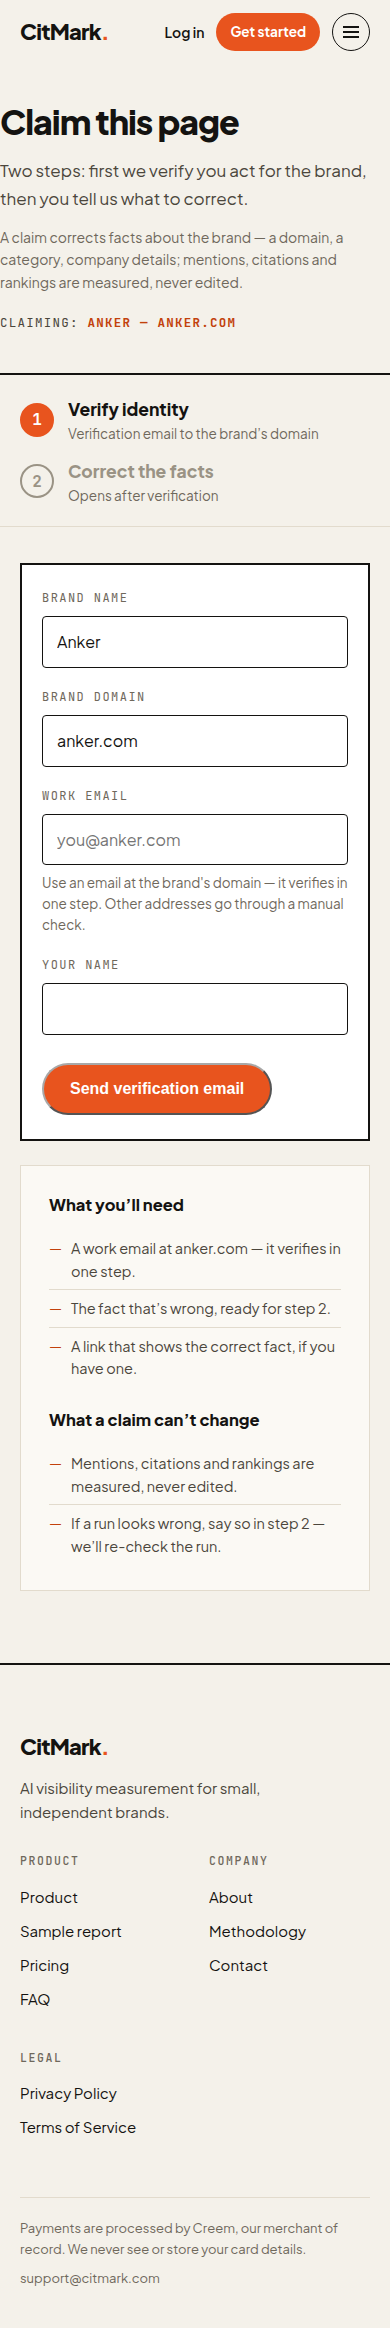 CitMark.
Log in
Get started
Claim this page
Two steps: first we verify you act for the brand,
then you tell us what to correct.
A claim corrects facts about the brand — a domain, a
category, company details; mentions, citations and
rankings are measured, never edited.
CLAIMING: ANKER — ANKER.COM
1
Verify identity
Verification email to the brand’s domain
2
Correct the facts
Opens after verification
BRAND NAME
Anker
BRAND DOMAIN
anker.com
WORK EMAIL
you@anker.com
Use an email at the brand's domain — it verifies in
one step. Other addresses go through a manual
check.
YOUR NAME
Send verification email
What you’ll need
— A work email at anker.com — it verifies in
one step.
— The fact that’s wrong, ready for step 2.
— A link that shows the correct fact, if you
have one.
What a claim can’t change
— Mentions, citations and rankings are
measured, never edited.
— If a run looks wrong, say so in step 2 —
we’ll re-check the run.
CitMark.
AI visibility measurement for small,
independent brands.
PRODUCT
Product
Sample report
Pricing
FAQ
COMPANY
About
Methodology
Contact
LEGAL
Privacy Policy
Terms of Service
Payments are processed by Creem, our merchant of
record. We never see or store your card details.
support@citmark.com